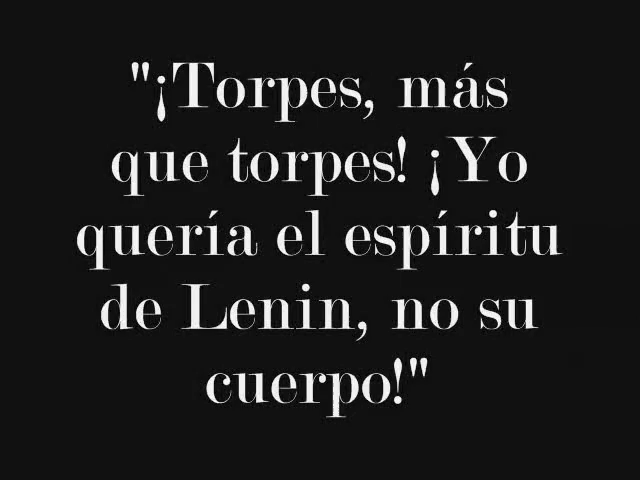 "¡Torpes, más
que torpes! ¡Yo
quería el espíritu
de Lenin, no su
cuerpo!"